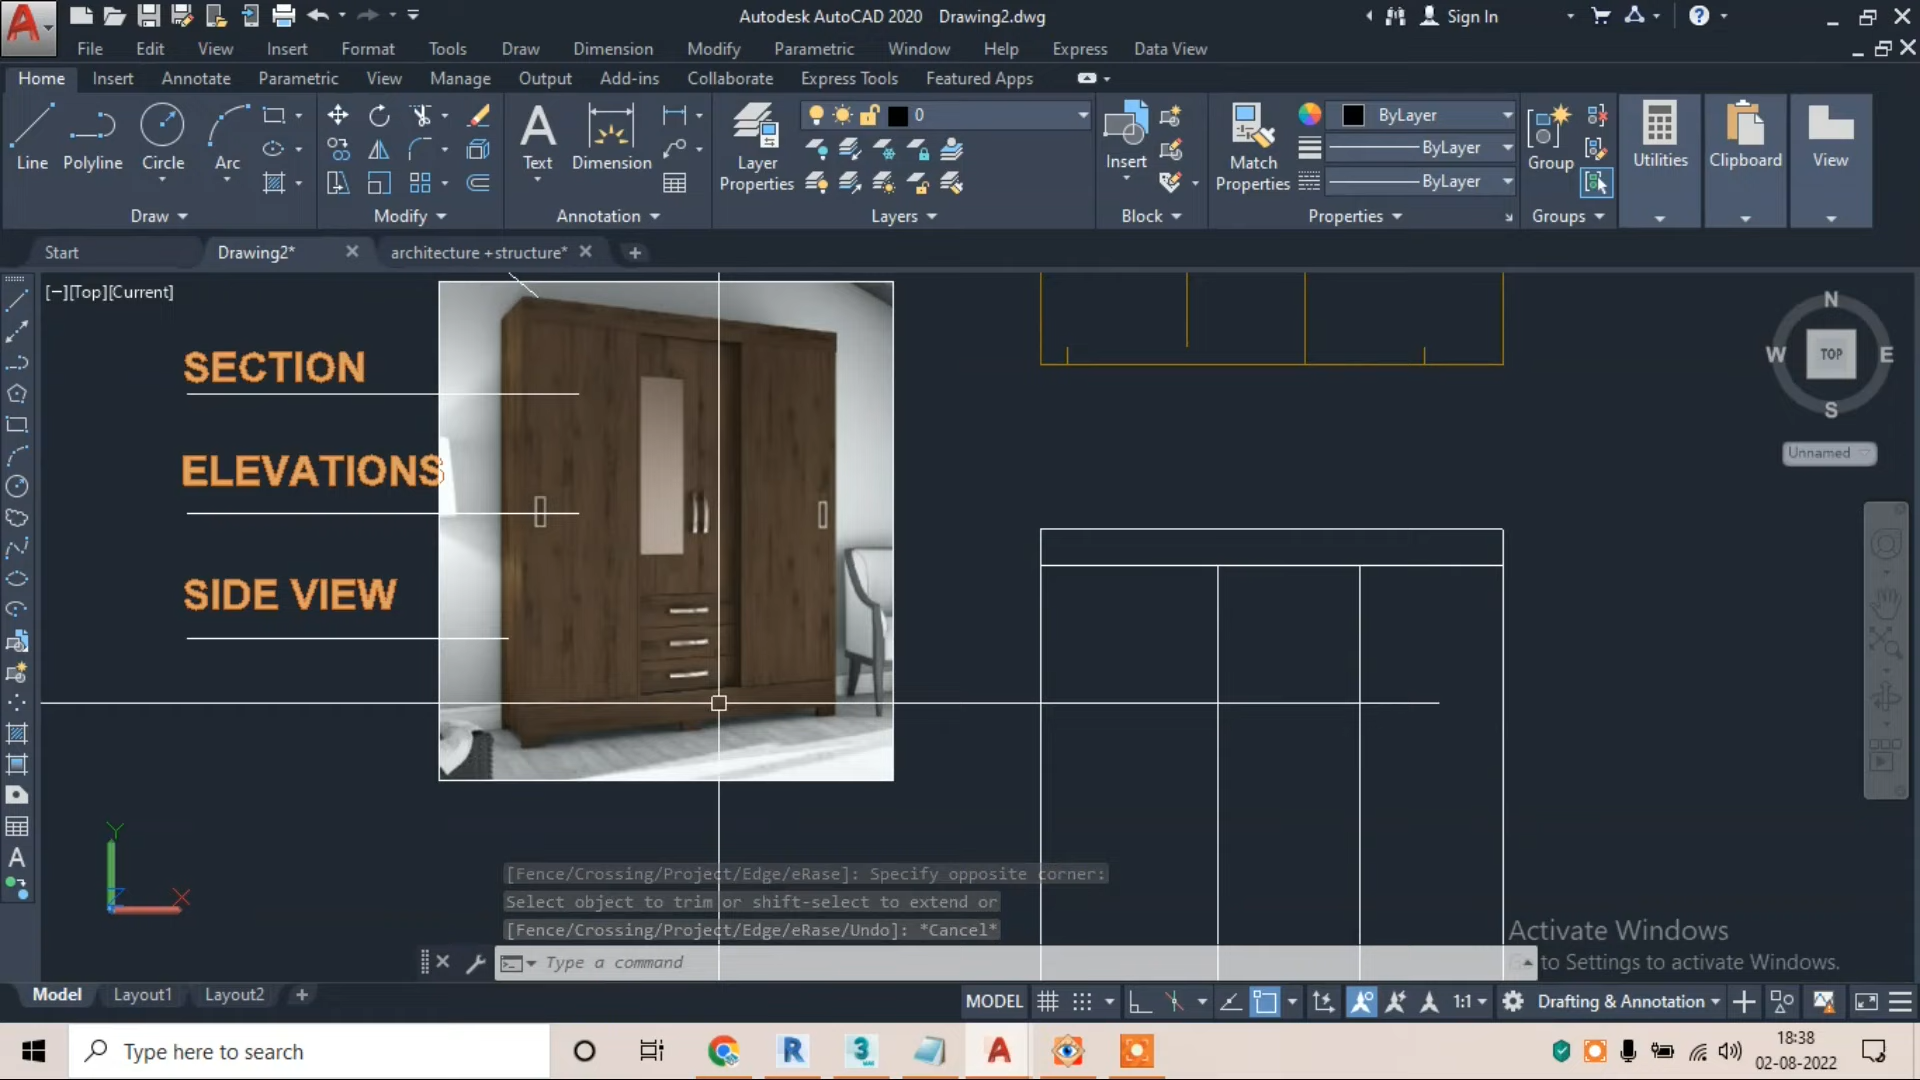 Autodesk AutoCAD 2020 Drawing2.dwg
Sign In
File Edit View Insert Format Tools Draw Dimension Modify Parametric Window Help Express Data View
Home Insert Annotate Parametric View Manage Output Add-ins Collaborate Express Tools Featured Apps
0
ByLayer
ByLayer
ByLayer
Line Polyline Circle Arc
Text Dimension
Layer Properties
Insert
Match Properties
Group
Utilities
Clipboard
View
Draw Modify Annotation Layers Block Properties Groups
Start Drawing2* architecture +structure*
[−][Top][Current]
SECTION
ELEVATIONS
SIDE VIEW
N
W
TOP
E
S
Unnamed
Y
X
[Fence/Crossing/Project/Edge/eRase]: Specify opposite corner:
Select object to trim or shift-select to extend or
[Fence/Crossing/Project/Edge/eRase/Undo]: *Cancel*
Type a command
Activate Windows
to Settings to activate Windows.
Model Layout1 Layout2
MODEL
1:1
Drafting & Annotation
Type here to search
18:38
02-08-2022